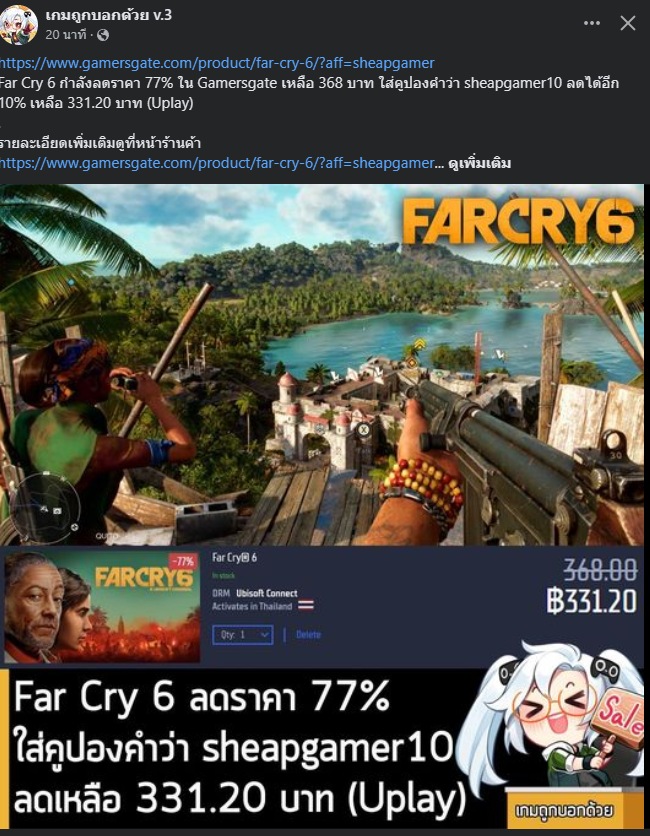 เกมถูกบอกด้วย v.3
20 นาที ·
https://www.gamersgate.com/product/far-cry-6/?aff=sheapgamer
Far Cry 6 กำลังลดราคา 77% ใน Gamersgate เหลือ 368 บาท ใส่คูปองคำว่า sheapgamer10 ลดได้อีก
10% เหลือ 331.20 บาท (Uplay)
.
รายละเอียดเพิ่มเติมดูที่หน้าร้านค้า
https://www.gamersgate.com/product/far-cry-6/?aff=sheapgamer... ดูเพิ่มเติม
FARCRY6
QUITO
-77%
FARCRY6
Far Cry® 6
In stock
DRM Ubisoft Connect
Activates in Thailand
Qty: 1
Delete
368.00
฿331.20
Far Cry 6 ลดราคา 77%
ใส่คูปองคำว่า sheapgamer10
ลดเหลือ 331.20 บาท (Uplay)
Sale
เกมถูกบอกด้วย